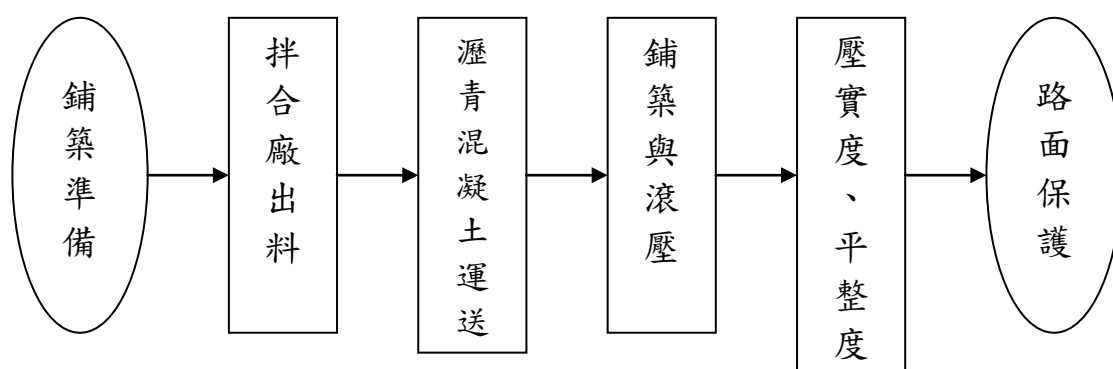 鋪築準備
拌合廠出料
瀝青混凝土運送
鋪築與滾壓
壓實度、平整度
路面保護